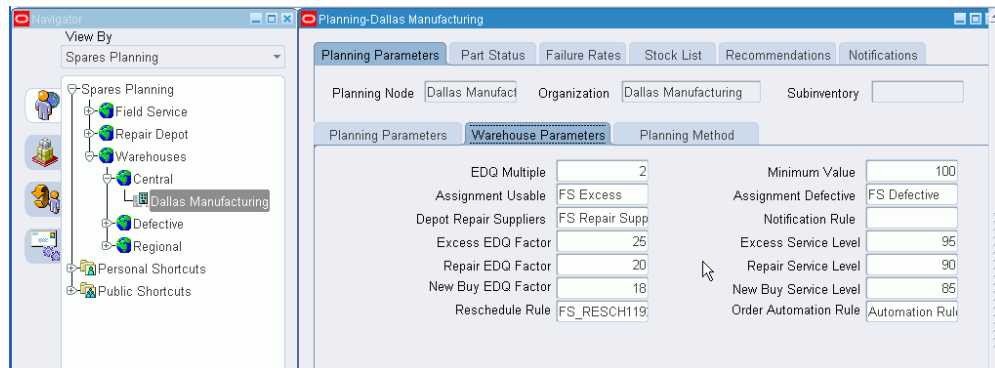 Navigator
Planning-Dallas Manufacturing
View By
Spares Planning
Spares Planning
Field Service
Repair Depot
Warehouses
Central
Dallas Manufacturing
Defective
Regional
Personal Shortcuts
Public Shortcuts
Planning Parameters Part Status Failure Rates Stock List Recommendations Notifications
Planning Node Dallas Manufact Organization Dallas Manufacturing Subinventory
Planning Parameters Warehouse Parameters Planning Method
EDQ Multiple 2 Minimum Value 100
Assignment Usable FS Excess Assignment Defective FS Defective
Depot Repair Suppliers FS Repair Supp Notification Rule
Excess EDQ Factor 25 Excess Service Level 95
Repair EDQ Factor 20 Repair Service Level 90
New Buy EDQ Factor 18 New Buy Service Level 85
Reschedule Rule FS_RESCH119 Order Automation Rule Automation Rul